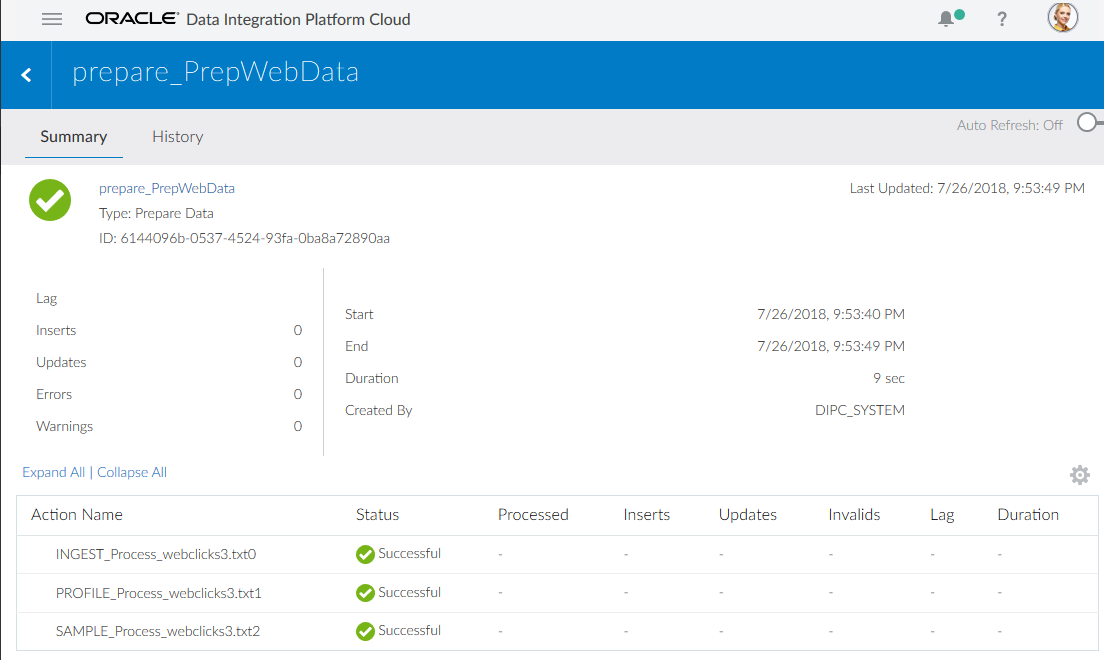 ORACLE® Data Integration Platform Cloud ?
prepare_PrepWebData
Summary History Auto Refresh: Off
prepare_PrepWebData Last Updated: 7/26/2018, 9:53:49 PM
Type: Prepare Data
ID: 6144096b-0537-4524-93fa-0ba8a72890aa
Lag
Inserts 0
Updates 0
Errors 0
Warnings 0
Start 7/26/2018, 9:53:40 PM
End 7/26/2018, 9:53:49 PM
Duration 9 sec
Created By DIPC_SYSTEM
Expand All | Collapse All
Action Name Status Processed Inserts Updates Invalids Lag Duration
INGEST_Process_webclicks3.txt0 Successful - - - - - -
PROFILE_Process_webclicks3.txt1 Successful - - - - - -
SAMPLE_Process_webclicks3.txt2 Successful - - - - - -